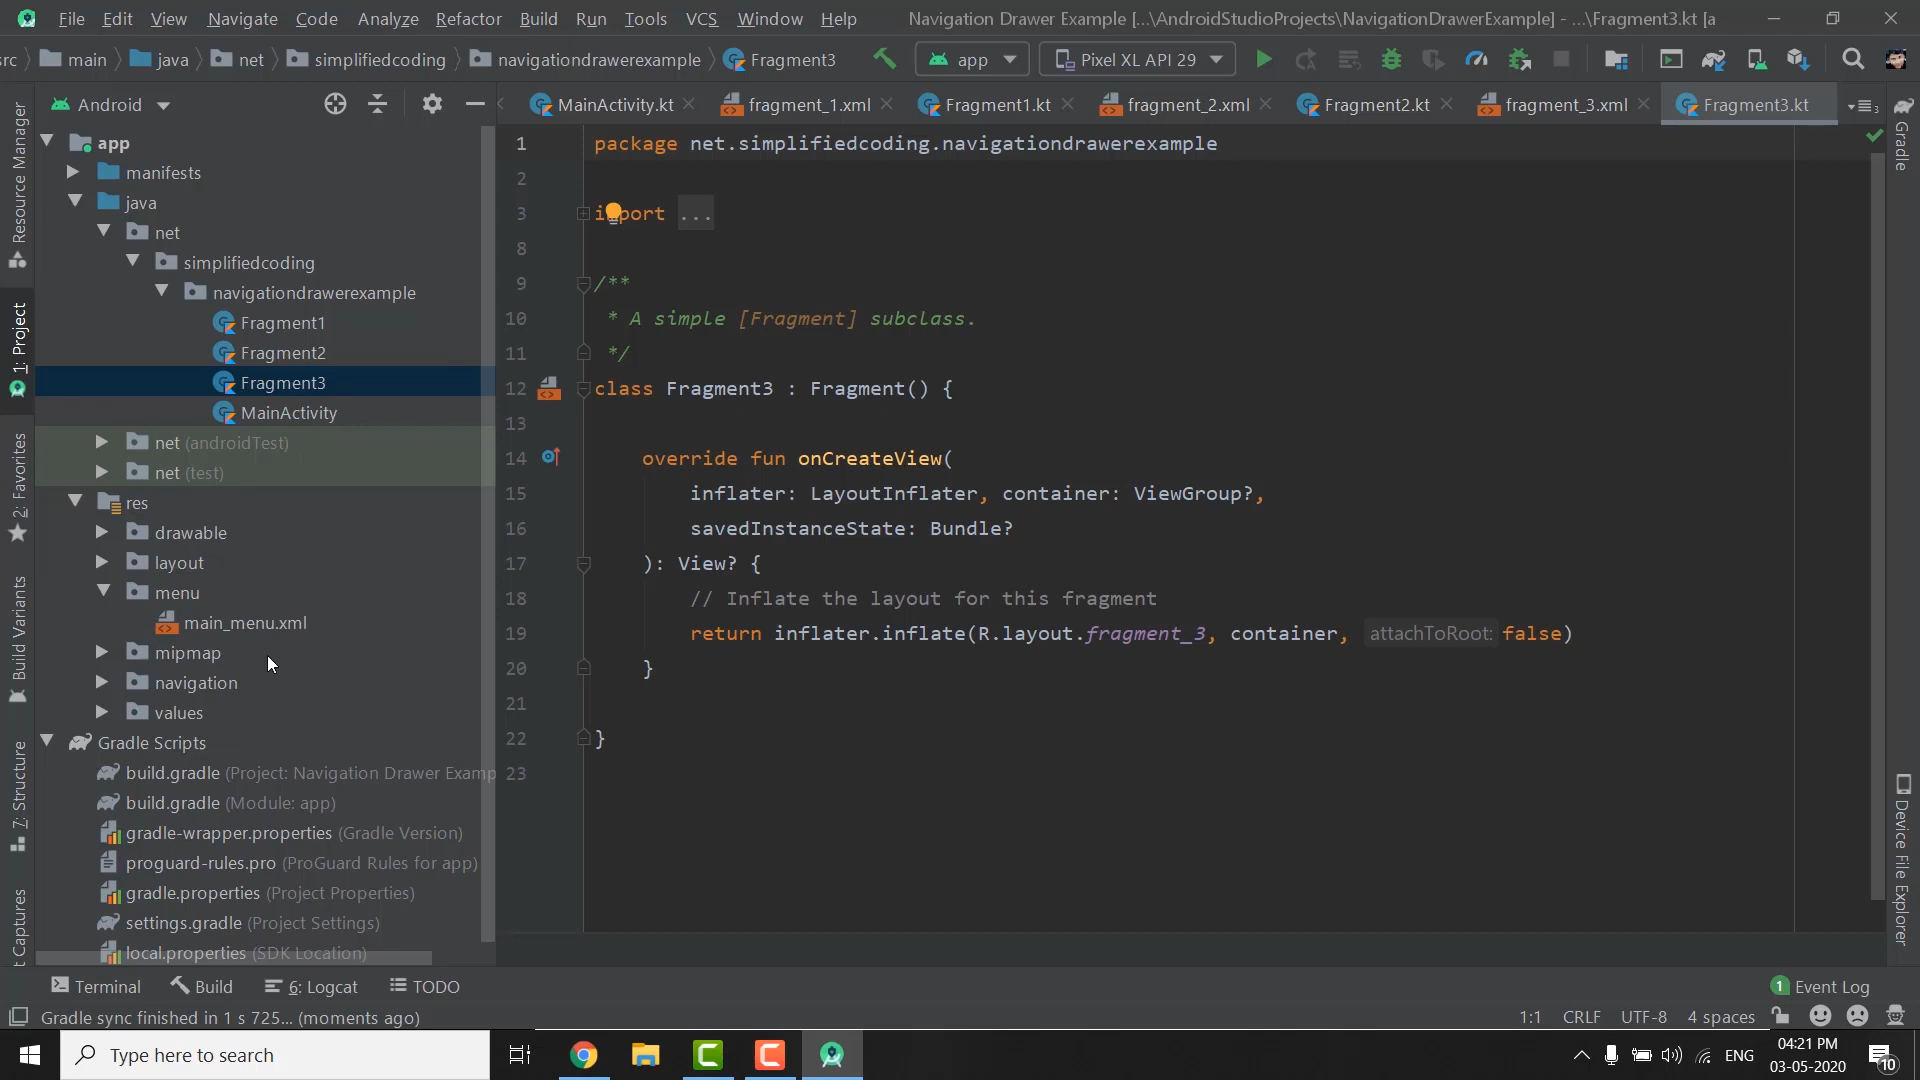 File Edit View Navigate Code Analyze Refactor Build Run Tools VCS Window Help Navigation Drawer Example [...\AndroidStudioProjects\NavigationDrawerExample] - ...\Fragment3.kt [a
src main java net simplifiedcoding navigationdrawerexample Fragment3 app Pixel XL API 29
Android
MainActivity.kt fragment_1.xml Fragment1.kt fragment_2.xml Fragment2.kt fragment_3.xml Fragment3.kt
Resource Manager
1: Project
2: Favorites
Build Variants
7: Structure
t Captures
app
manifests
java
net
simplifiedcoding
navigationdrawerexample
Fragment1
Fragment2
Fragment3
MainActivity
net (androidTest)
net (test)
res
drawable
layout
menu
main_menu.xml
mipmap
navigation
values
Gradle Scripts
build.gradle (Project: Navigation Drawer Examp
build.gradle (Module: app)
gradle-wrapper.properties (Gradle Version)
proguard-rules.pro (ProGuard Rules for app)
gradle.properties (Project Properties)
settings.gradle (Project Settings)
local.properties (SDK Location)
1 package net.simplifiedcoding.navigationdrawerexample
2
3 import ...
8
9 /**
10 * A simple [Fragment] subclass.
11 */
12 class Fragment3 : Fragment() {
13
14 override fun onCreateView(
15 inflater: LayoutInflater, container: ViewGroup?,
16 savedInstanceState: Bundle?
17 ): View? {
18 // Inflate the layout for this fragment
19 return inflater.inflate(R.layout.fragment_3, container, attachToRoot: false)
20 }
21
22 }
23
Gradle
Device File Explorer
Terminal Build 6: Logcat TODO 1 Event Log
Gradle sync finished in 1 s 725... (moments ago) 1:1 CRLF UTF-8 4 spaces
Type here to search ENG 04:21 PM 10
03-05-2020